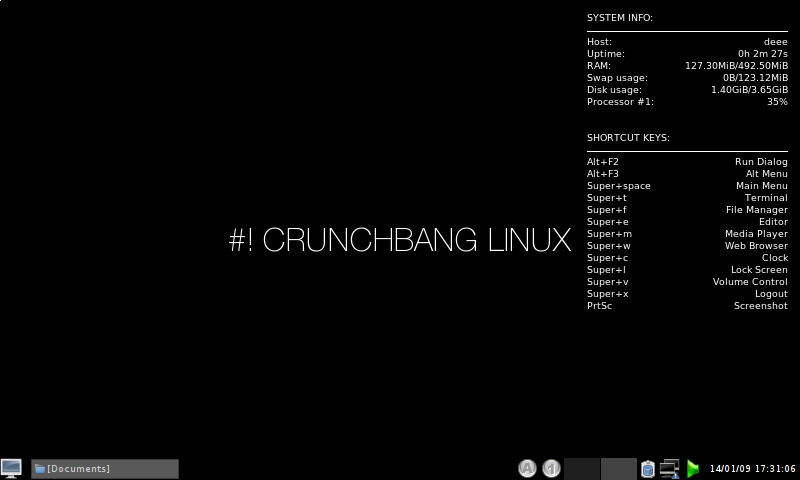 SYSTEM INFO:
Host: deee
Uptime: 0h 2m 27s
RAM: 127.30MiB/492.50MiB
Swap usage: 0B/123.12MiB
Disk usage: 1.40GiB/3.65GiB
Processor #1: 35%
SHORTCUT KEYS:
Alt+F2 Run Dialog
Alt+F3 Alt Menu
Super+space Main Menu
Super+t Terminal
Super+f File Manager
Super+e Editor
Super+m Media Player
Super+w Web Browser
Super+c Clock
Super+l Lock Screen
Super+v Volume Control
Super+x Logout
PrtSc Screenshot
#! CRUNCHBANG LINUX
[Documents] A 1 14/01/09 17:31:06